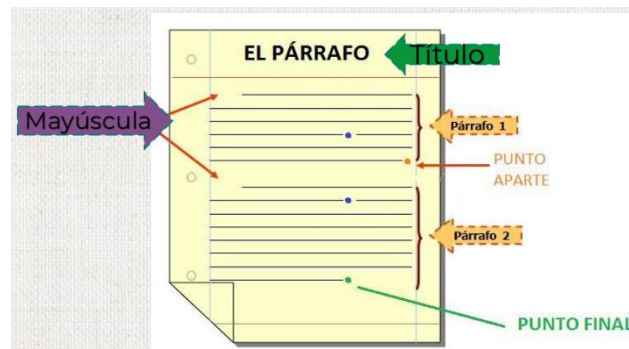 EL PÁRRAFO
Título
Mayúscula
Párrafo 1
PUNTO
APARTE
Párrafo 2
PUNTO FINAL